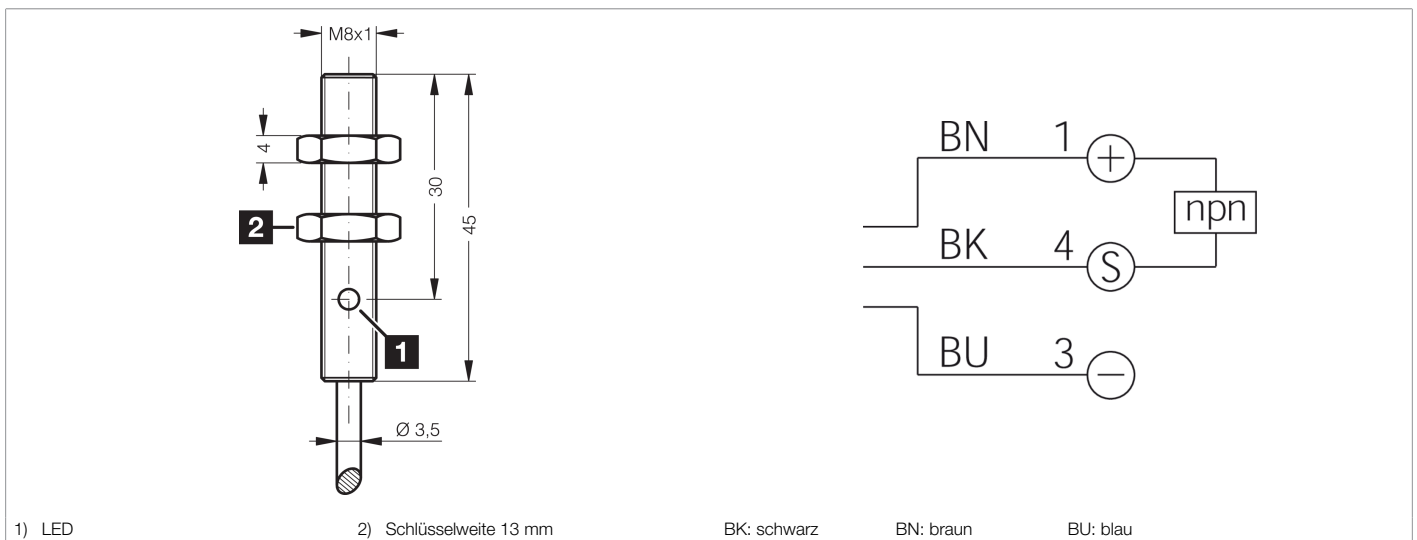 M8x1
4
30
45
2
1
Ø 3,5
BN 1 +
npn
BK 4 S
BU 3 −
1) LED 2) Schlüsselweite 13 mm BK: schwarz BN: braun BU: blau